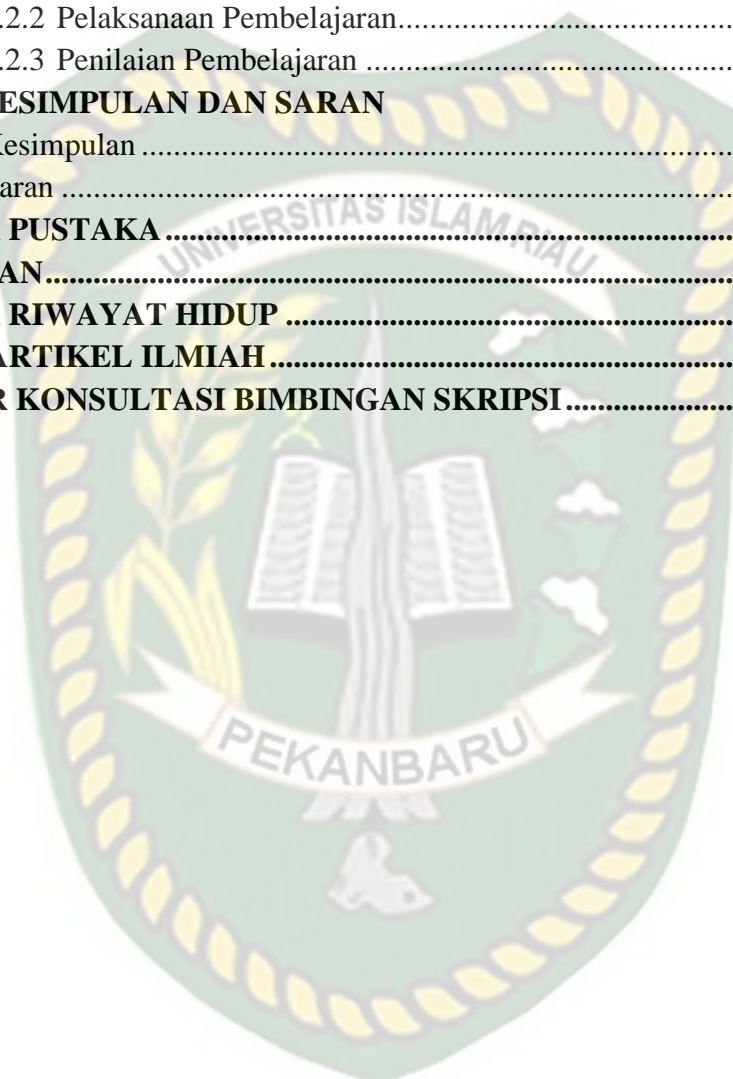 .2.2 Pelaksanaan Pembelajaran.......................................
.2.3 Penilaian Pembelajaran .............................................
ESIMPULAN DAN SARAN
Kesimpulan ........................................................................
aran ...................................................................................
PUSTAKA .....................................................................
AN.....................................................................................
RIWAYAT HIDUP .......................................................
ARTIKEL ILMIAH.........................................................
R KONSULTASI BIMBINGAN SKRIPSI.....................
UNIVERSITAS ISLAM RIAU
PEKANBARU